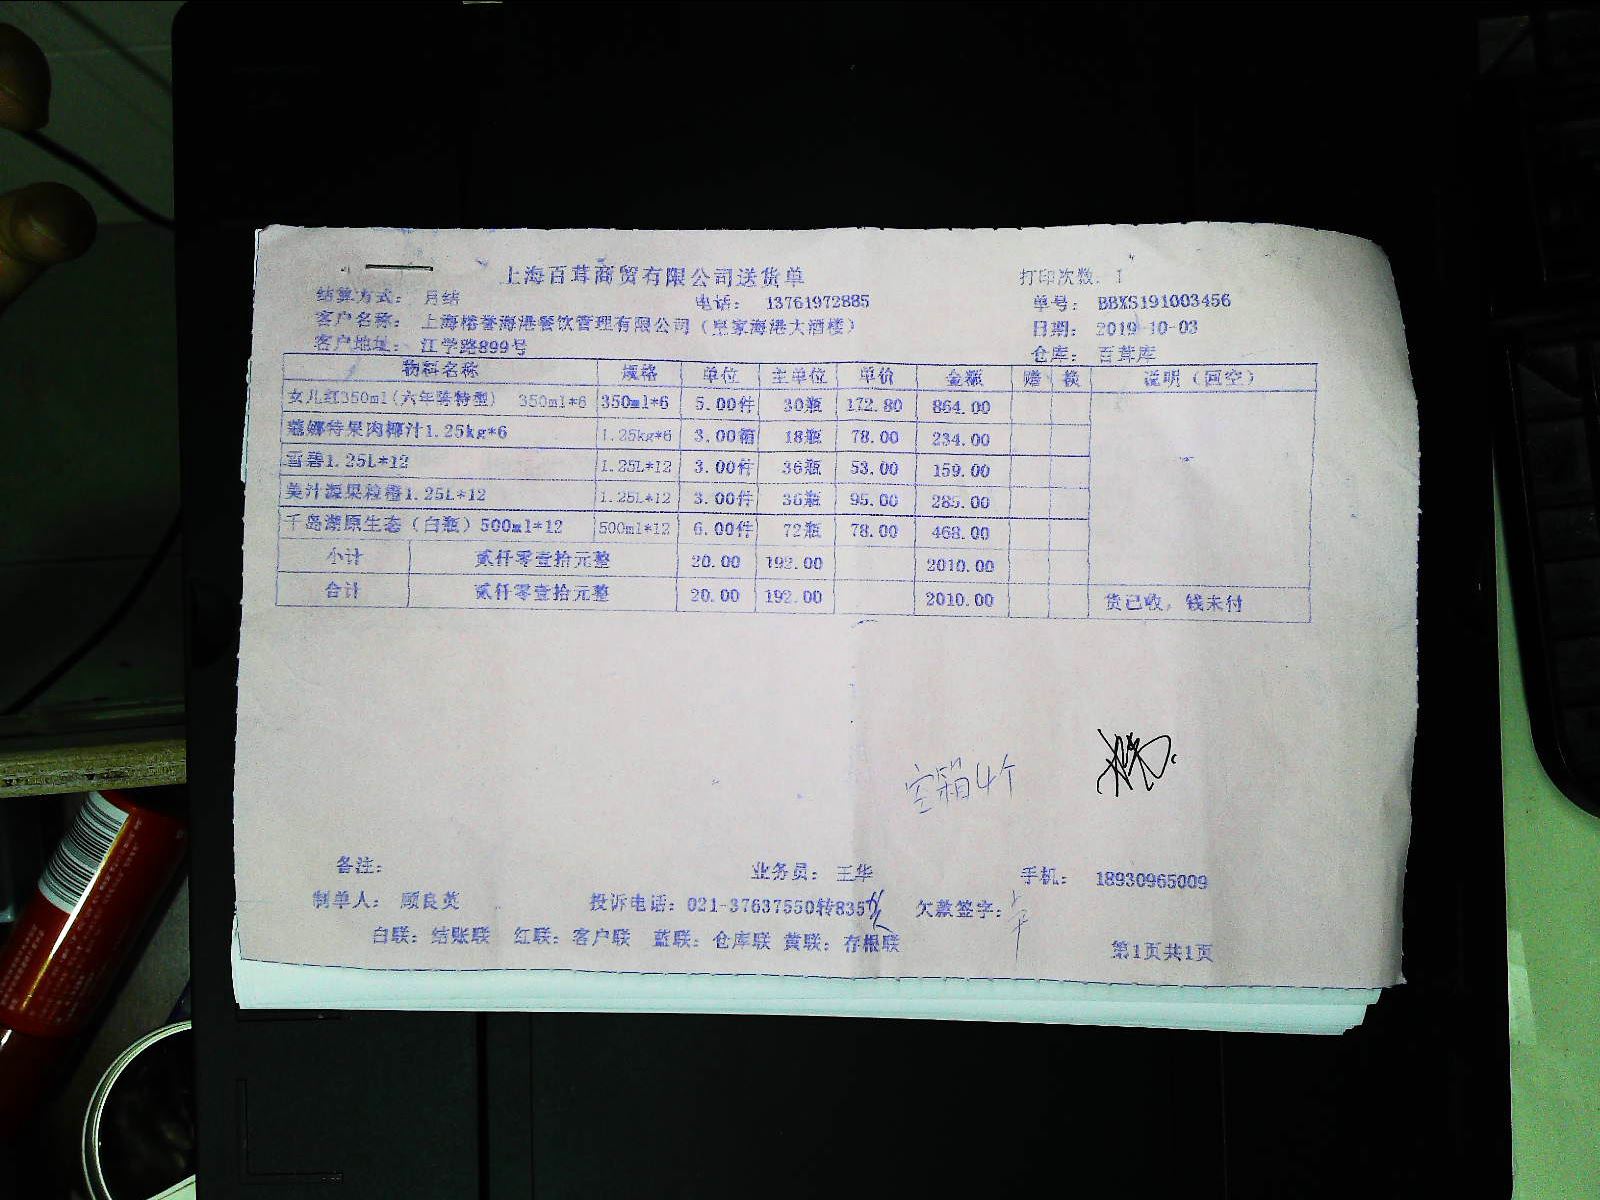 上海百茸商贸有限公司送货单 打印次数: 1
结算方式: 月结 电话: 13761972885 单号: BBXS191003456
客户名称: 上海榕誉海港餐饮管理有限公司(皇家海港大酒楼) 日期: 2019-10-03
客户地址: 江学路899号 仓库: 百茸库
物料名称 规格 单位 主单位 单价 金额 赠 换 说明(回空)
女儿红350ml(六年陈特型) 350ml*6 350ml*6 5.00件 30瓶 172.80 864.00
蔻娜特果肉椰汁1.25kg*6 1.25kg*6 3.00箱 18瓶 78.00 234.00
雪碧1.25L*12 1.25L*12 3.00件 36瓶 53.00 159.00
美汁源果粒橙1.25L*12 1.25L*12 3.00件 36瓶 95.00 285.00
千岛湖原生态(白瓶)500ml*12 500ml*12 6.00件 72瓶 78.00 468.00
小计 贰仟零壹拾元整 20.00 192.00 2010.00
合计 贰仟零壹拾元整 20.00 192.00 2010.00 货已收, 钱未付
空箱4个
备注: 业务员: 王华 手机: 18930965009
制单人: 顾良英 投诉电话: 021-37637550转835 欠款签字:
白联: 结账联 红联: 客户联 蓝联: 仓库联 黄联: 存根联 第1页共1页